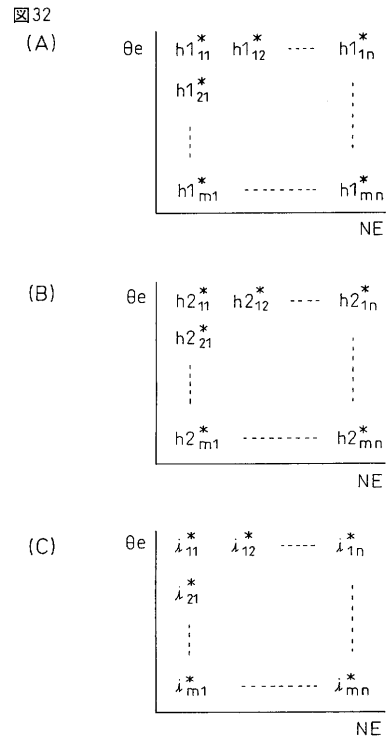 図32
(A) θe h1*11 h1*12 ---- h1*1n
h1*21
h1*m1 -------- h1*mn
NE
(B) θe h2*11 h2*12 ---- h2*1n
h2*21
h2*m1 -------- h2*mn
NE
(C) θe i*11 i*12 ---- i*1n
i*21
i*m1 -------- i*mn
NE